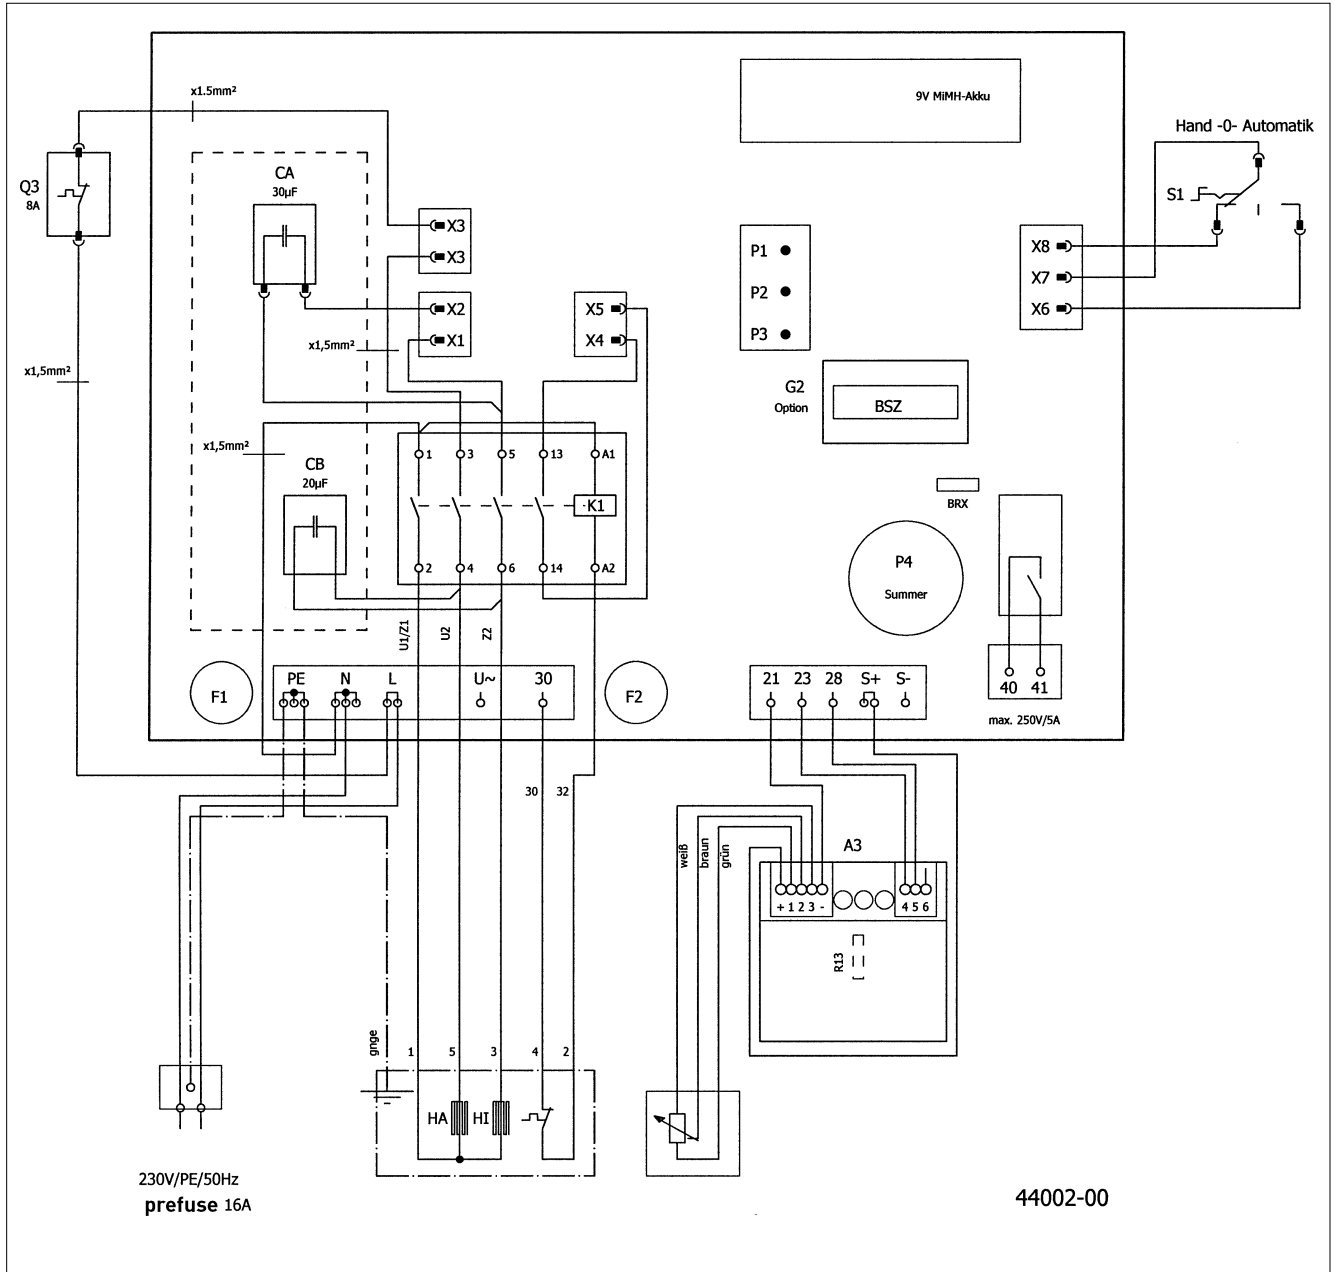 x1.5mm²
9V MiMH-Akku
Hand -0- Automatik
Q3
8A
CA
30µF
S1
X3
X3
X2
X1
X5
X4
P1
P2
P3
X8
X7
X6
x1,5mm²
x1,5mm²
G2
Option
BSZ
x1,5mm²
CB
20µF
1
3
5
13
A1
K1
BRX
2
4
6
14
A2
P4
Summer
U1/Z1
U2
Z2
F1
PE
N
L
U~
30
F2
21
23
28
S+
S-
40
41
max. 250V/5A
30
32
weiß
braun
grün
A3
+ 1 2 3 -
4 5 6
R13
gnge
1
5
3
4
2
HA
HI
230V/PE/50Hz
prefuse 16A
44002-00